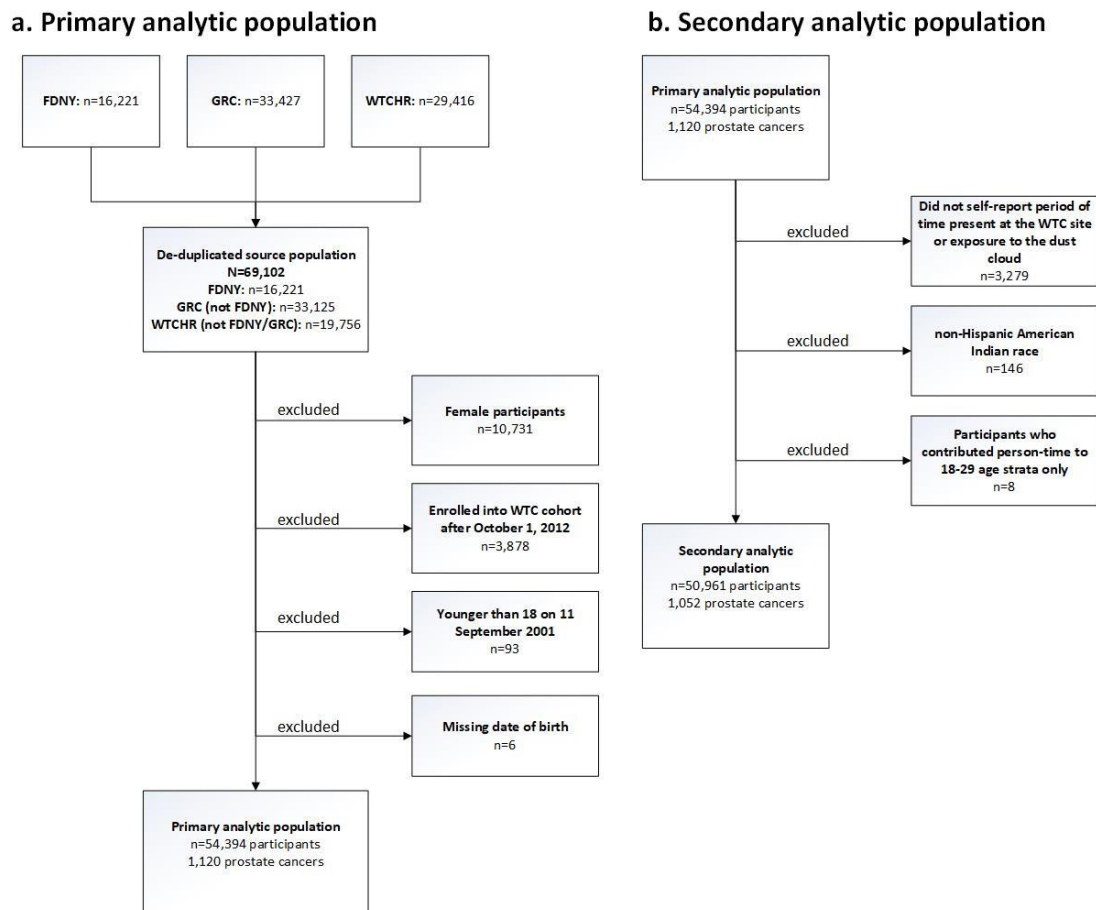 a. Primary analytic population
FDNY: n=16,221
GRC: n=33,427
WTCHR: n=29,416
De-duplicated source population
N=69,102
FDNY: n=16,221
GRC (not FDNY): n=33,125
WTCHR (not FDNY/GRC): n=19,756
excluded
Female participants
n=10,731
excluded
Enrolled into WTC cohort
after October 1, 2012
n=3,878
excluded
Younger than 18 on 11
September 2001
n=93
excluded
Missing date of birth
n=6
Primary analytic population
n=54,394 participants
1,120 prostate cancers
b. Secondary analytic population
Primary analytic population
n=54,394 participants
1,120 prostate cancers
excluded
Did not self-report period of
time present at the WTC site
or exposure to the dust
cloud
n=3,279
excluded
non-Hispanic American
Indian race
n=146
excluded
Participants who
contributed person-time to
18-29 age strata only
n=8
Secondary analytic
population
n=50,961 participants
1,052 prostate cancers